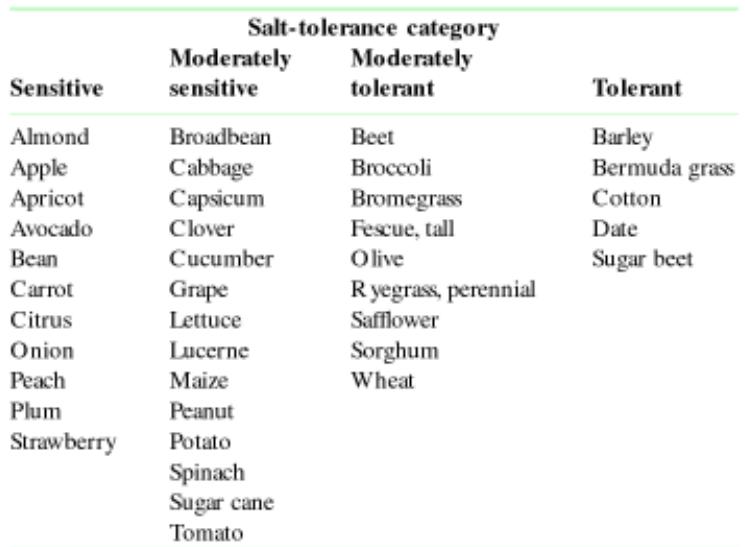 Salt-tolerance category
Sensitive Moderately sensitive Moderately tolerant Tolerant
Almond Broadbean Beet Barley
Apple Cabbage Broccoli Bermuda grass
Apricot Capsicum Bromegrass Cotton
Avocado Clover Fescue, tall Date
Bean Cucumber Olive Sugar beet
Carrot Grape Ryegrass, perennial
Citrus Lettuce Safflower
Onion Lucerne Sorghum
Peach Maize Wheat
Plum Peanut
Strawberry Potato
Spinach
Sugar cane
Tomato